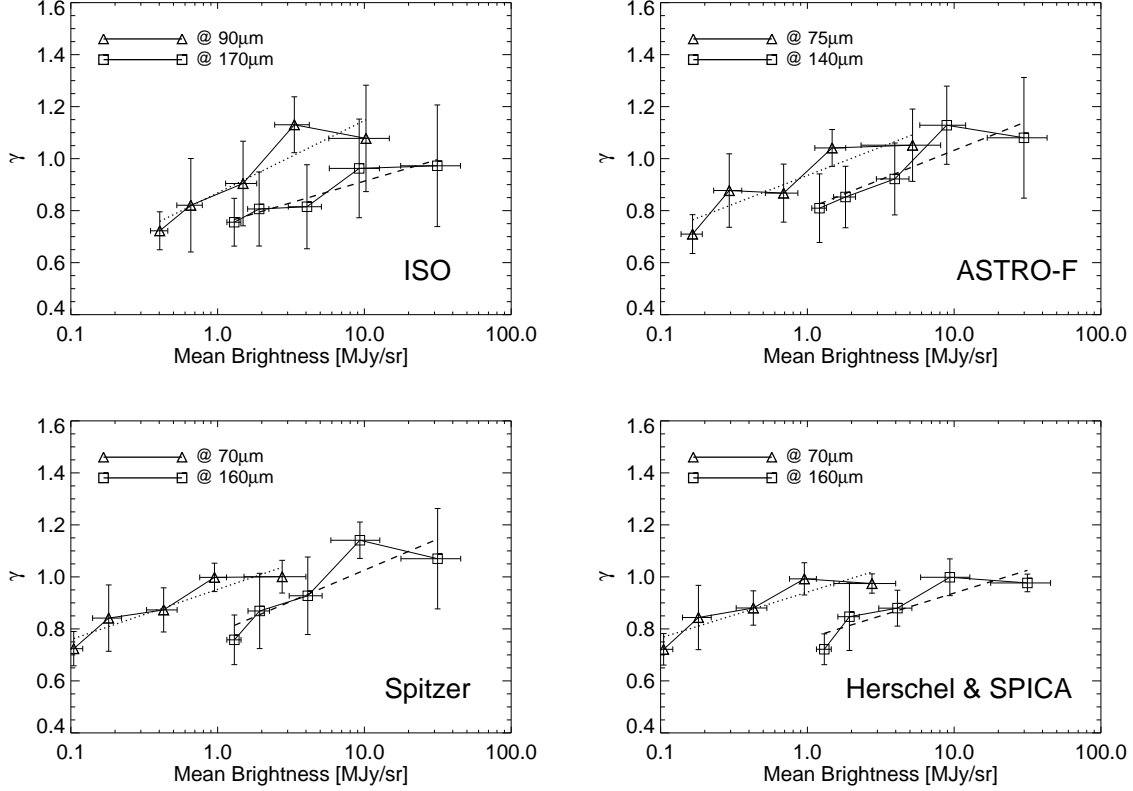 1.6
1.4
1.2
1.0
0.8
0.6
0.4
γ
@ 90μm
@ 170μm
ISO
0.1 1.0 10.0 100.0
Mean Brightness [MJy/sr]
1.6
1.4
1.2
1.0
0.8
0.6
0.4
γ
@ 75μm
@ 140μm
ASTRO-F
0.1 1.0 10.0 100.0
Mean Brightness [MJy/sr]
1.6
1.4
1.2
1.0
0.8
0.6
0.4
γ
@ 70μm
@ 160μm
Spitzer
0.1 1.0 10.0 100.0
Mean Brightness [MJy/sr]
1.6
1.4
1.2
1.0
0.8
0.6
0.4
γ
@ 70μm
@ 160μm
Herschel & SPICA
0.1 1.0 10.0 100.0
Mean Brightness [MJy/sr]